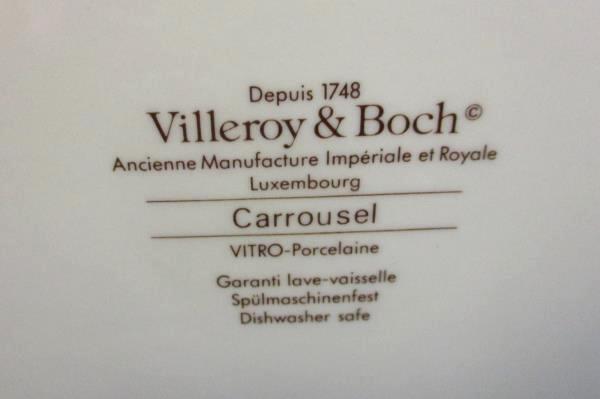 Depuis 1748
Villeroy & Boch©
Ancienne Manufacture Impériale et Royale
Luxembourg
Carrousel
VITRO-Porcelaine
Garanti lave-vaisselle
Spülmaschinenfest
Dishwasher safe